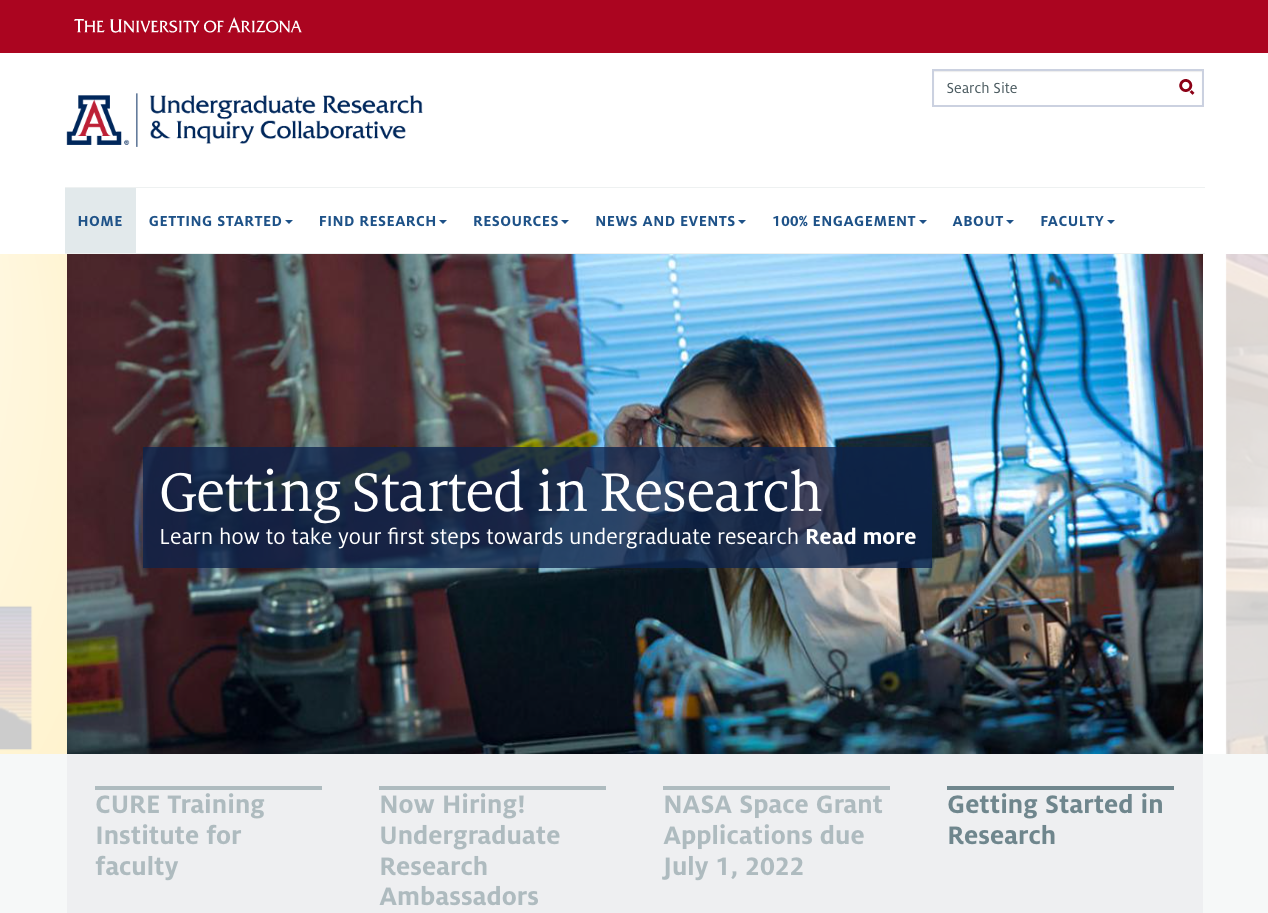 THE UNIVERSITY OF ARIZONA
Search Site
A®
Undergraduate Research
& Inquiry Collaborative
HOME
GETTING STARTED
FIND RESEARCH
RESOURCES
NEWS AND EVENTS
100% ENGAGEMENT
ABOUT
FACULTY
Getting Started in Research
Learn how to take your first steps towards undergraduate research Read more
CURE Training
Institute for
faculty
Now Hiring!
Undergraduate
Research
Ambassadors
NASA Space Grant
Applications due
July 1, 2022
Getting Started in
Research